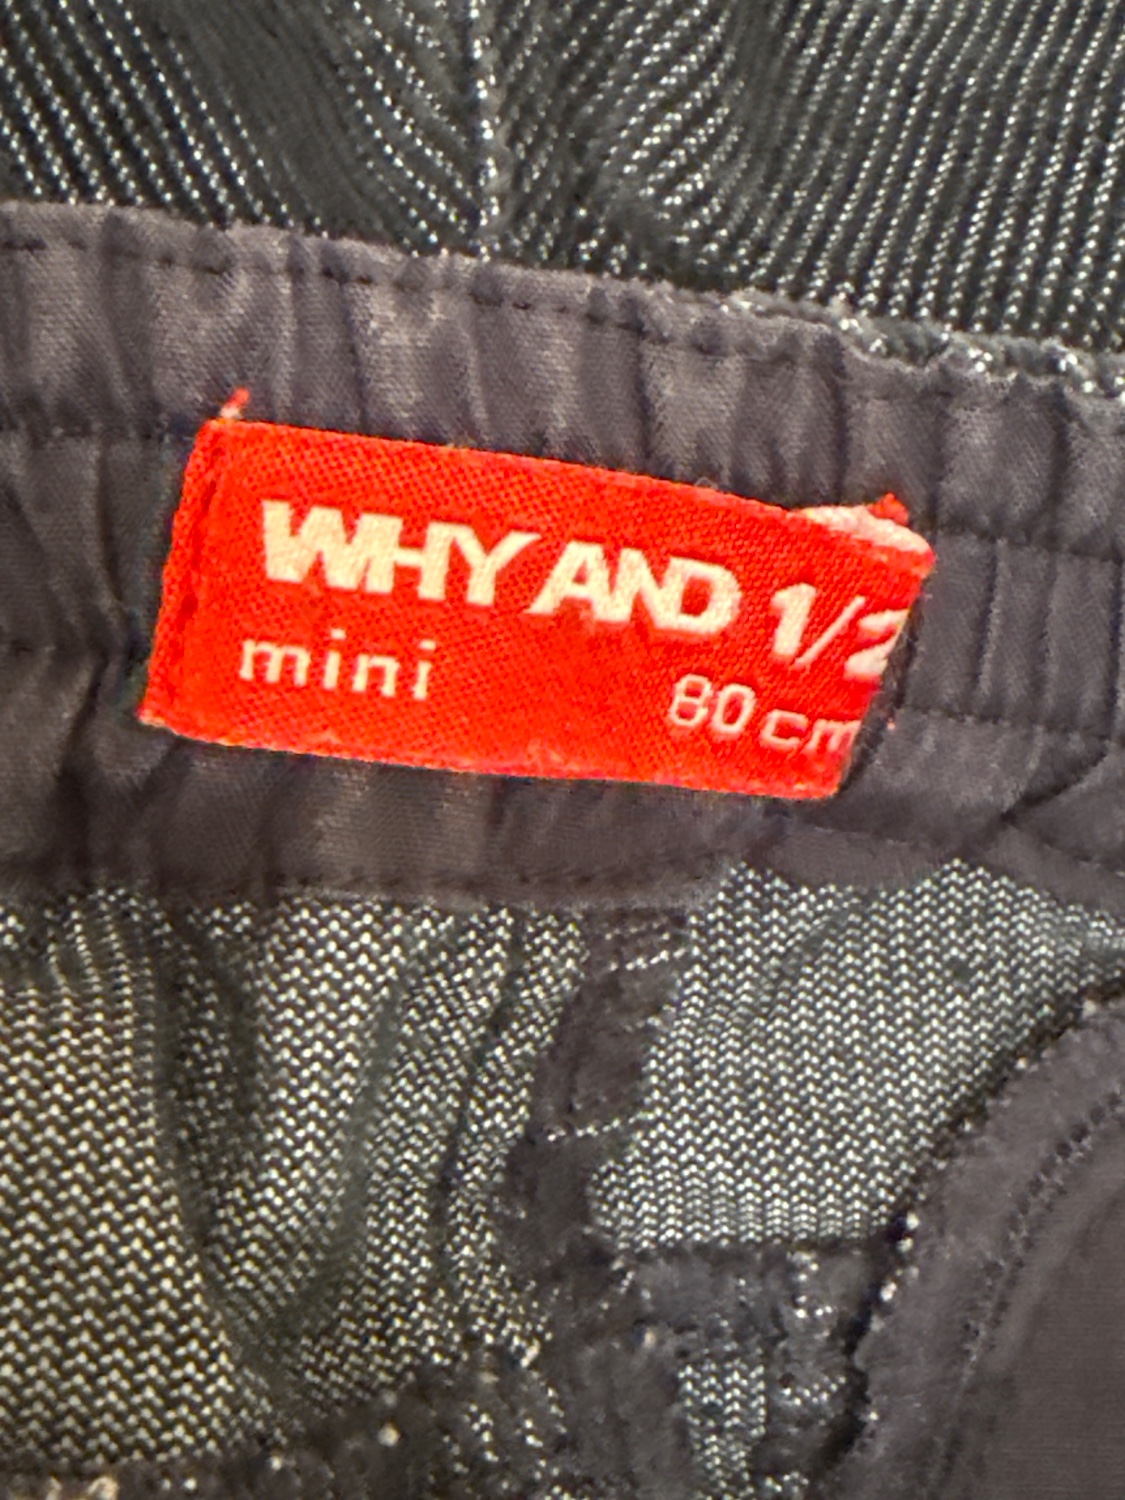 WHY AND 1/2
mini 80 cm